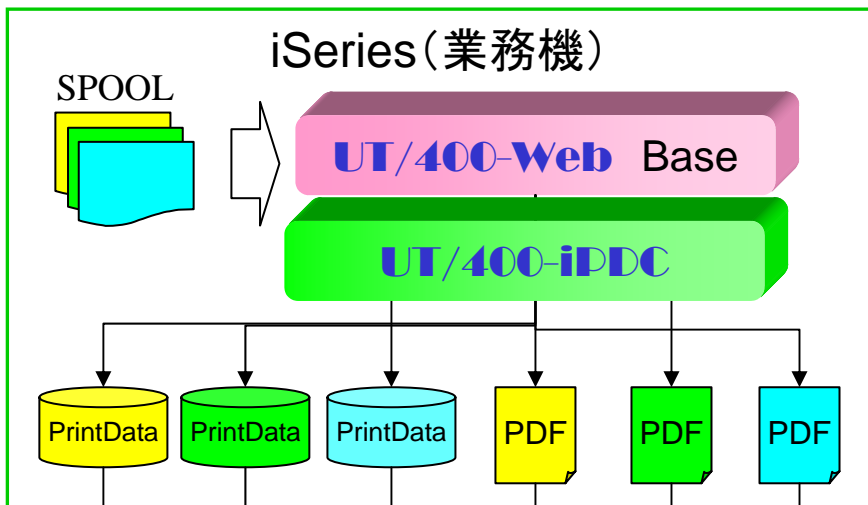 iSeries（業務機）
SPOOL
UT/400-Web Base
UT/400-iPDC
PrintData PrintData PrintData PDF PDF PDF